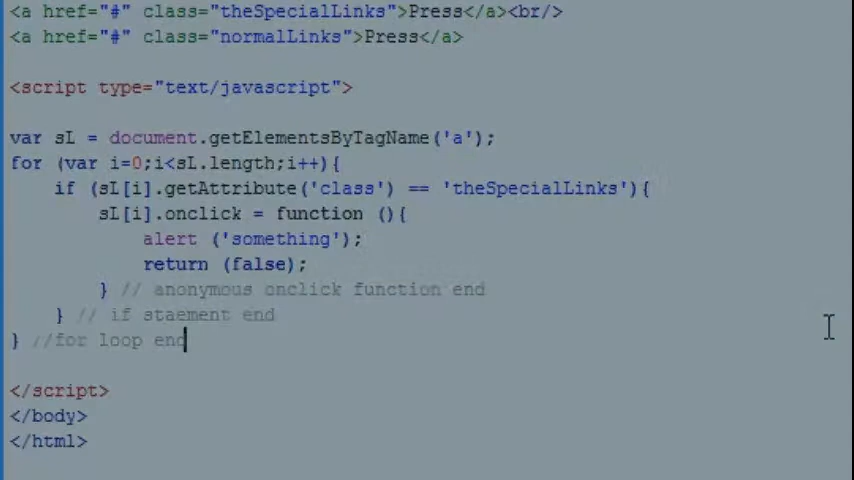 <a href="#" class="theSpecialLinks">Press</a><br/>
<a href="#" class="normalLinks">Press</a>
<script type="text/javascript">
var sL = document.getElementsByTagName('a');
for (var i=0;i<sL.length;i++){
if (sL[i].getAttribute('class') == 'theSpecialLinks'){
sL[i].onclick = function (){
alert ('something');
return (false);
} // anonymous onclick function end
} // if staement end
} //for loop end
</script>
</body>
</html>